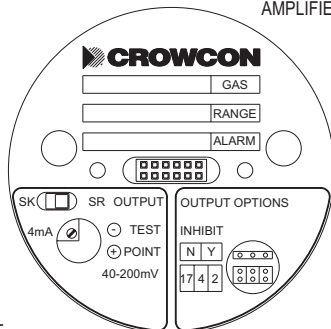 AMPLIFIE
CROWCON
GAS
RANGE
ALARM
SK SR OUTPUT
4mA - TEST
+ POINT
40-200mV
OUTPUT OPTIONS
INHIBIT
N Y
17 4 2